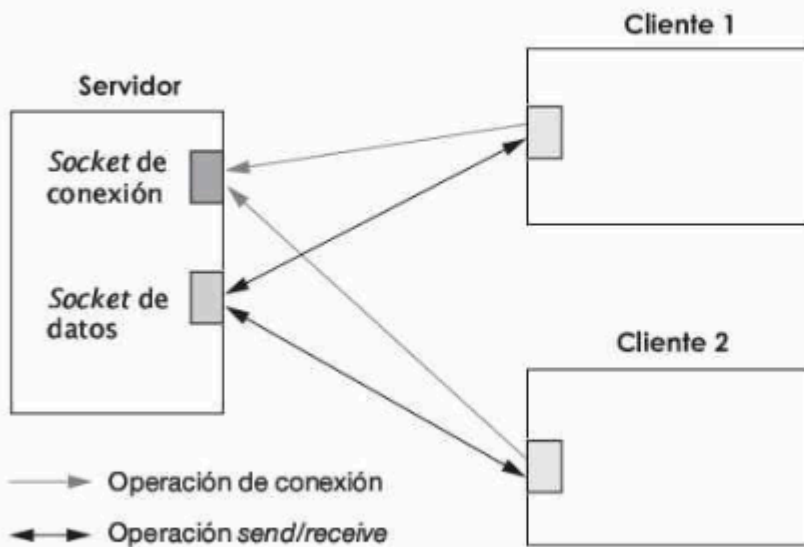 Cliente 1
Servidor
Socket de
conexión
Socket de
datos
Cliente 2
Operación de conexión
Operación send/receive